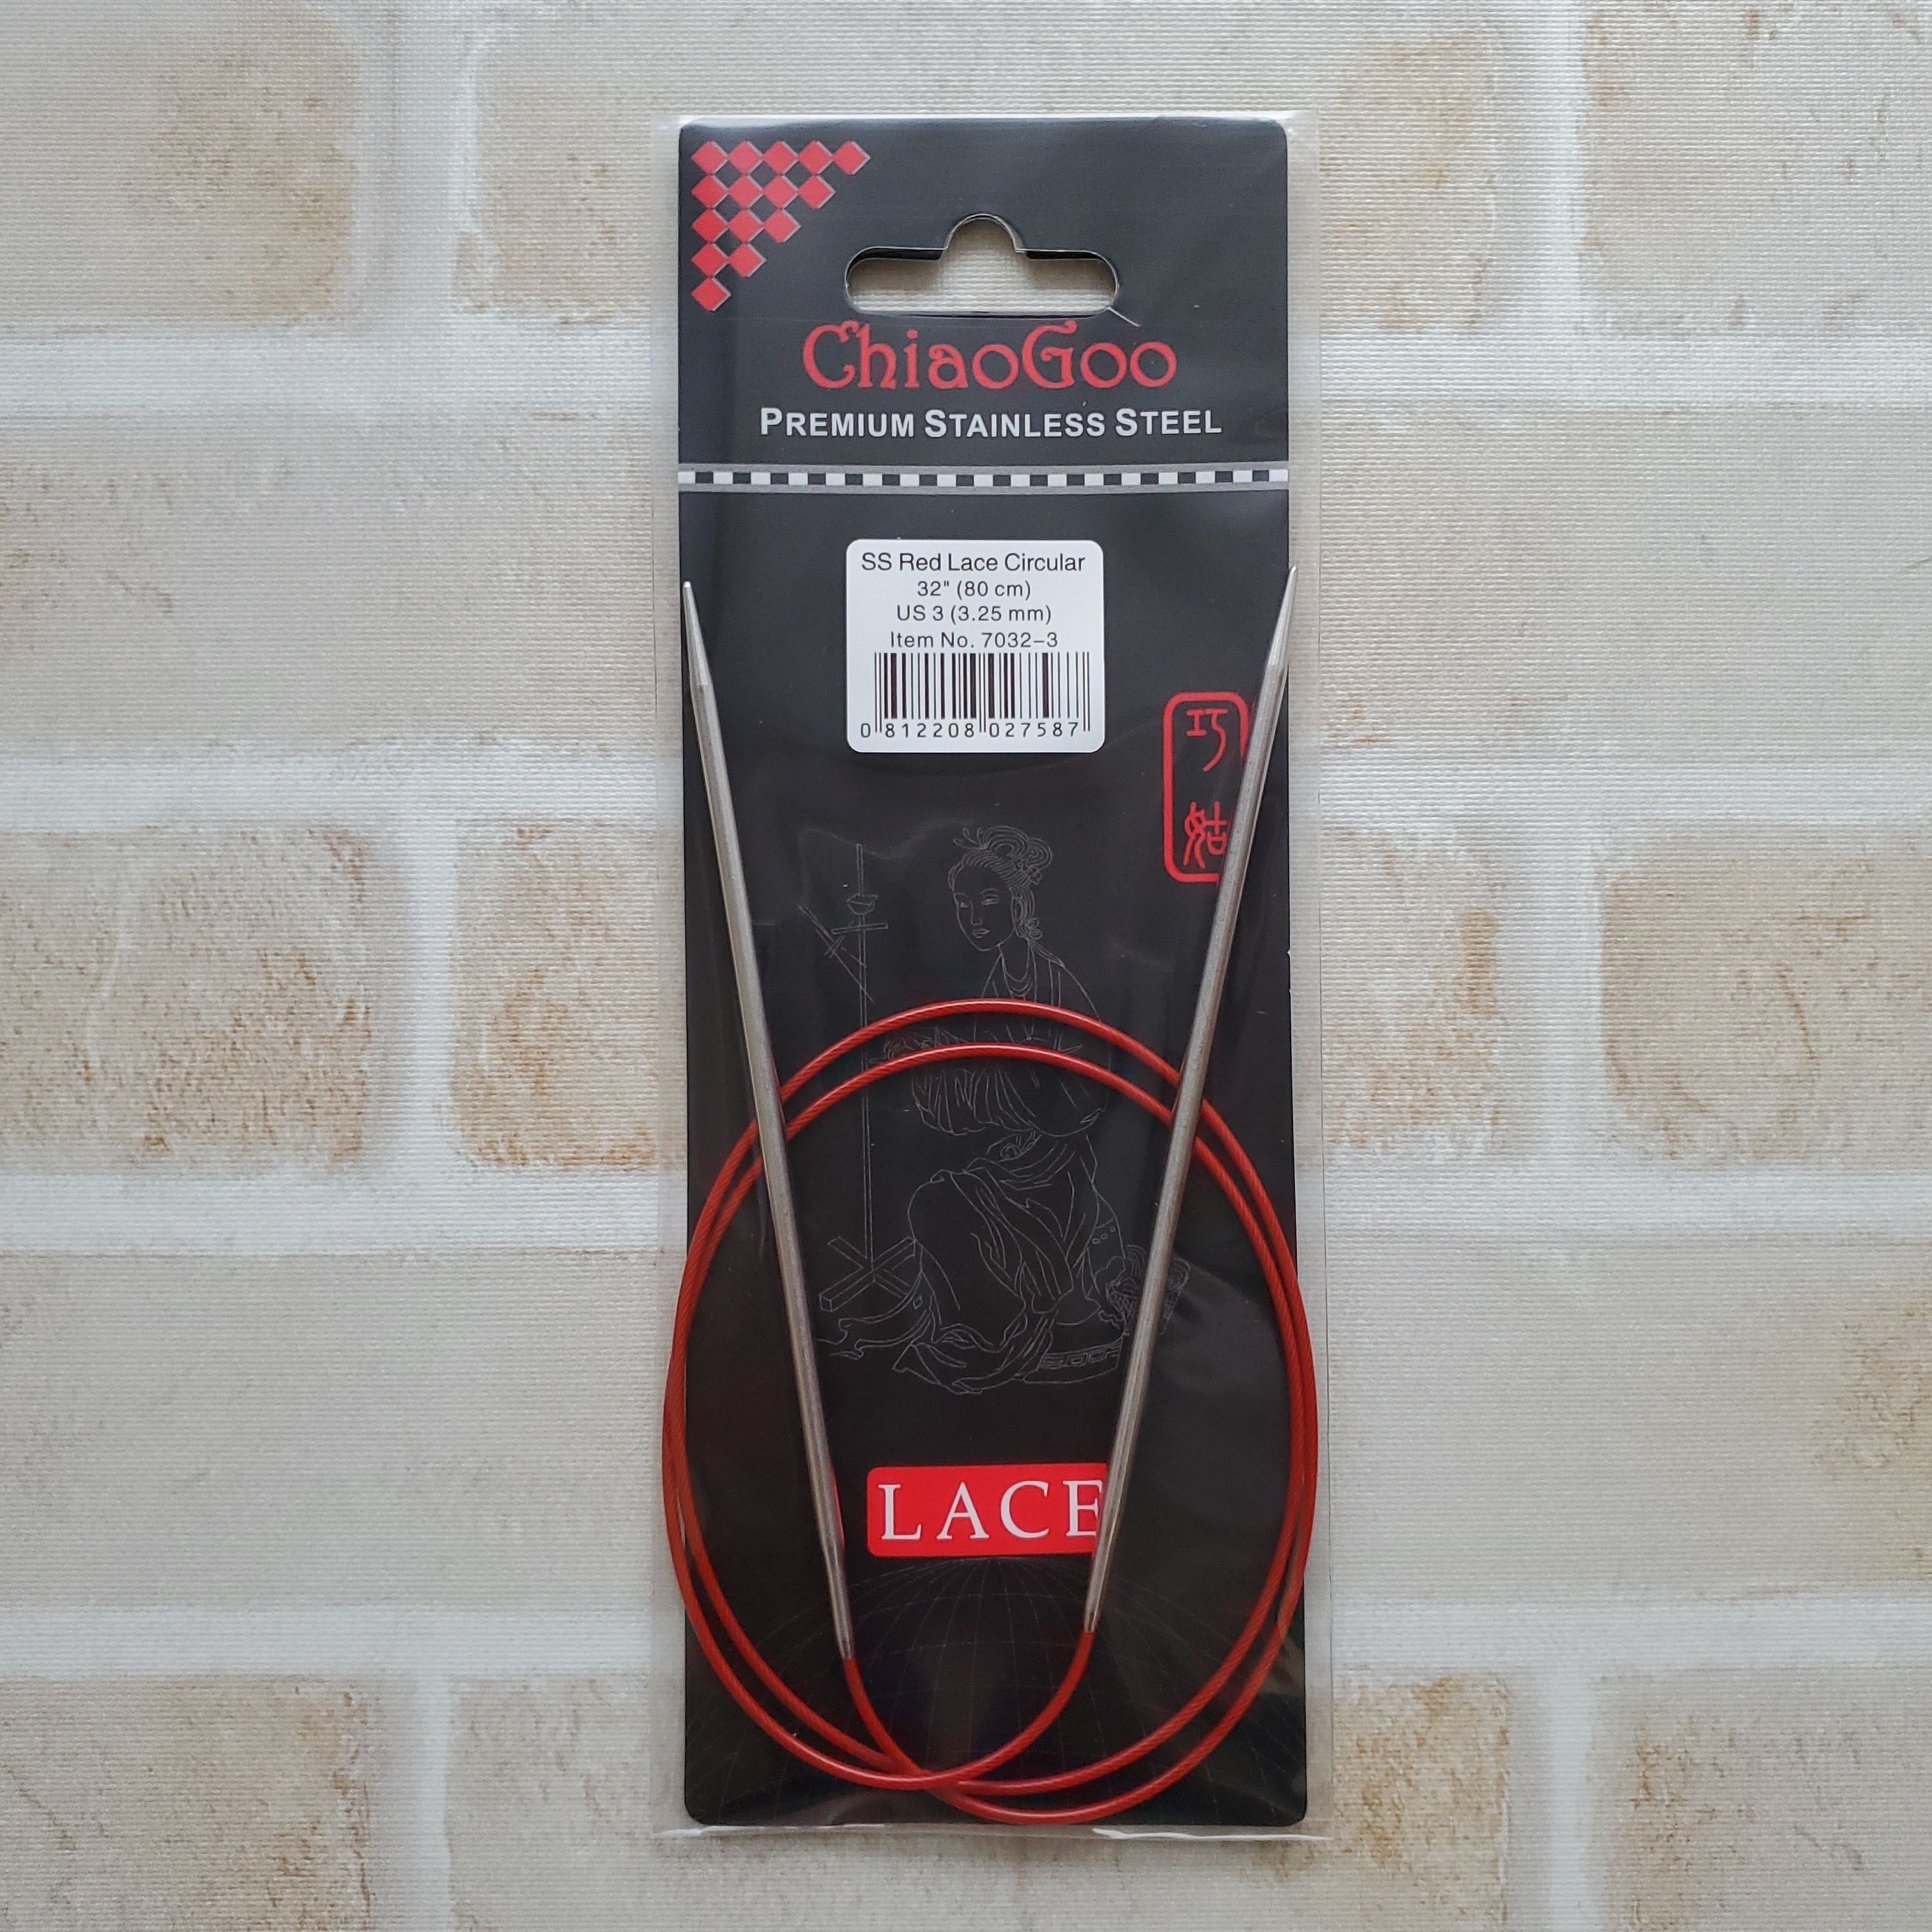 ChiaoGoo
PREMIUM STAINLESS STEEL
SS Red Lace Circular
32" (80 cm)
US 3 (3.25 mm)
Item No. 7032-3
0 812208 027587
巧
姑
LACE